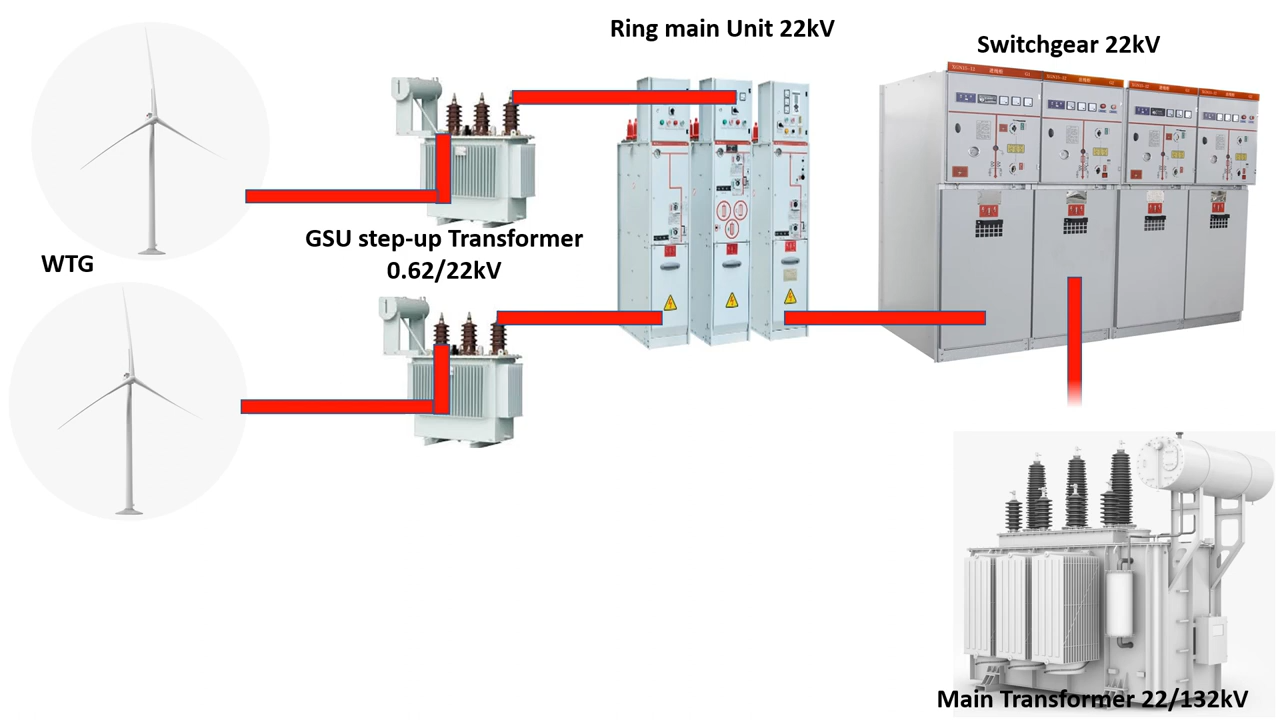 Ring main Unit 22kV
Switchgear 22kV
GSU step-up Transformer
0.62/22kV
WTG
Main Transformer 22/132kV